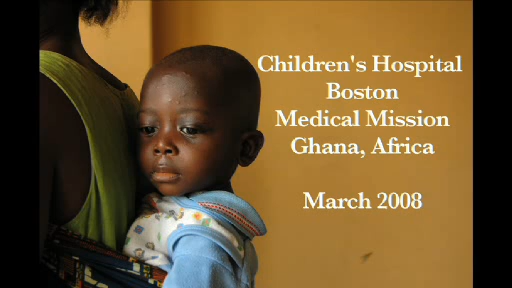 Children's Hospital
Boston
Medical Mission
Ghana, Africa
March 2008